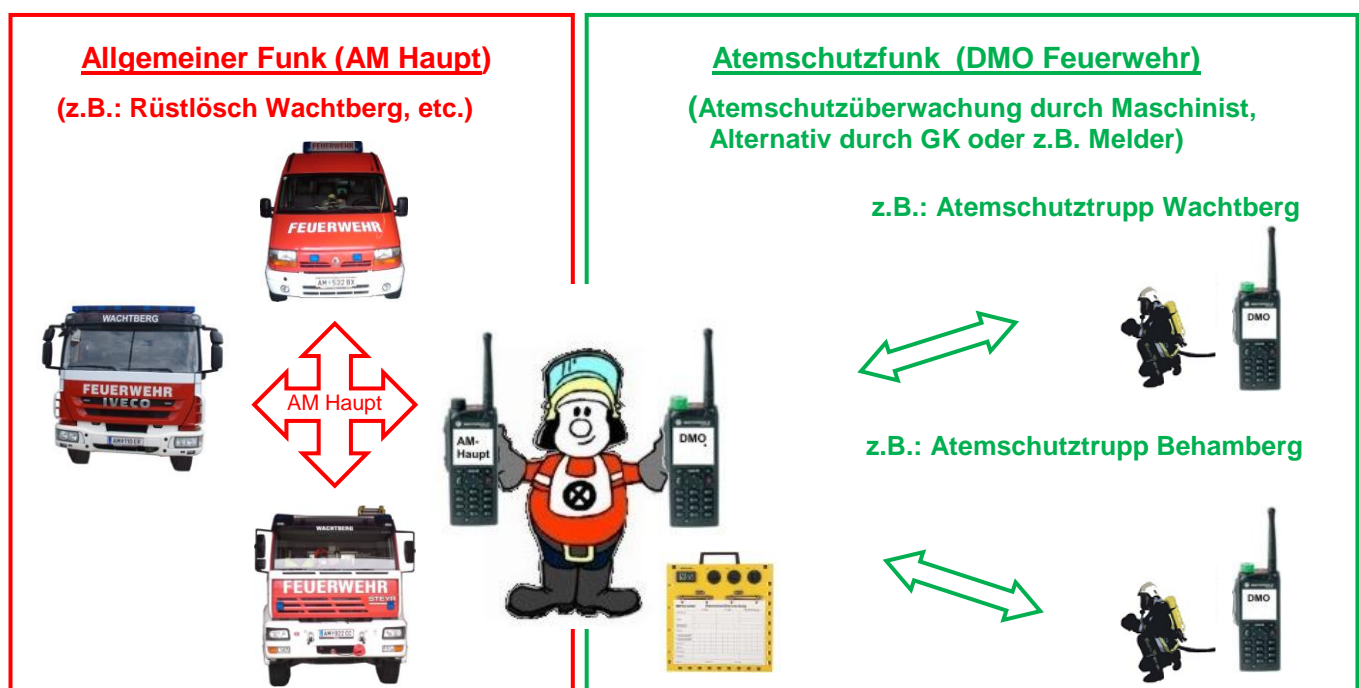 Allgemeiner Funk (AM Haupt)
(z.B.: Rüstlösch Wachtberg, etc.)
FEUERWEHR
FEUERWEHR
WACHTBERG
FEUERWEHR
IVECO
AM Haupt
WACHTBERG
FEUERWEHR
STEYR
AM-
Haupt
DMO
Atemschutzfunk (DMO Feuerwehr)
(Atemschutzüberwachung durch Maschinist,
Alternativ durch GK oder z.B. Melder)
z.B.: Atemschutztrupp Wachtberg
DMO
z.B.: Atemschutztrupp Behamberg
DMO